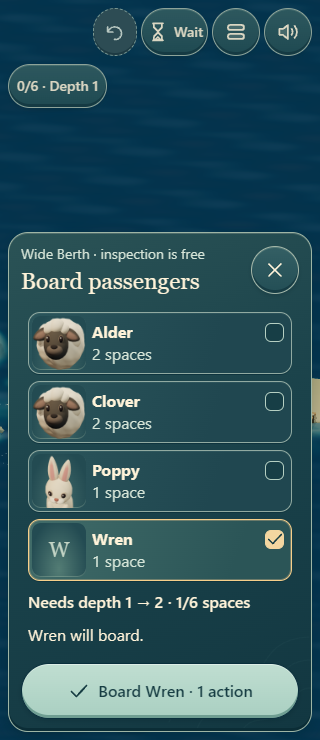 Wait
0/6 · Depth 1
Wide Berth · inspection is free
Board passengers
Alder
2 spaces
Clover
2 spaces
Poppy
1 space
W
Wren
1 space
Needs depth 1 → 2 · 1/6 spaces
Wren will board.
Board Wren · 1 action